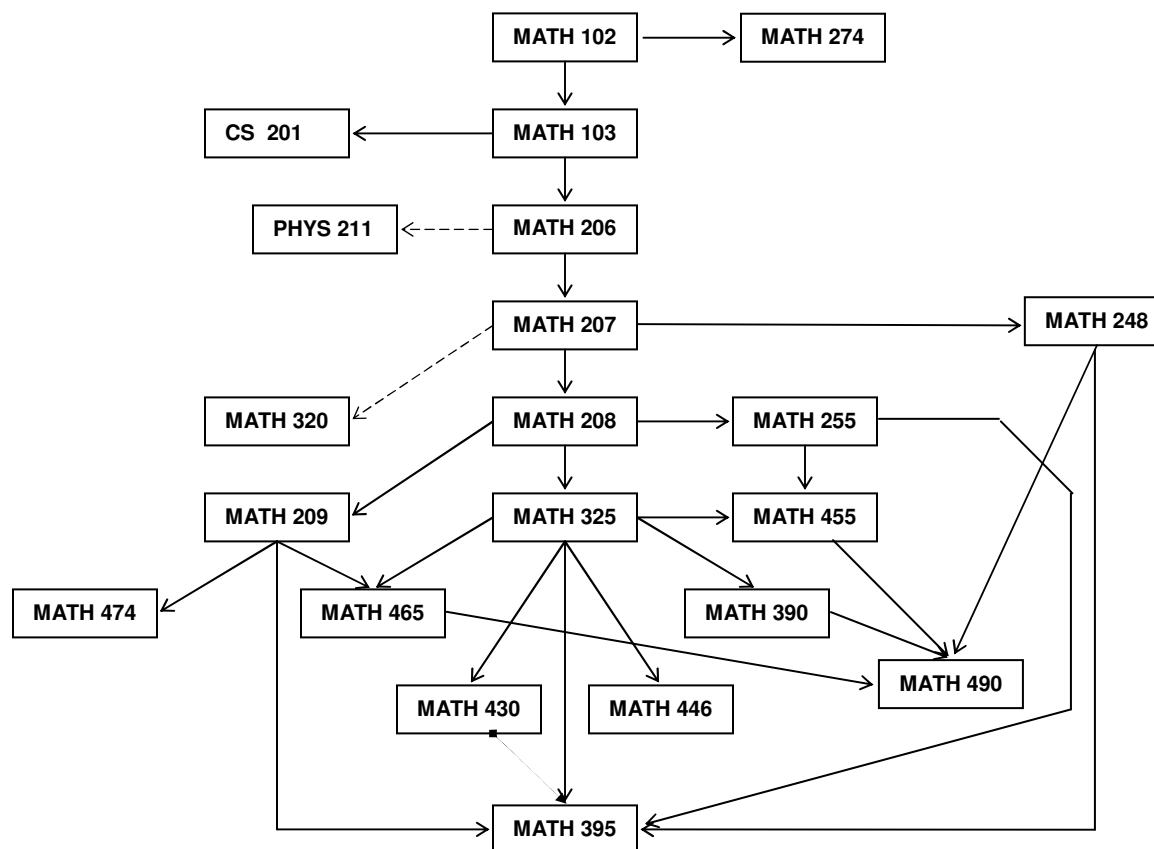 MATH 102
MATH 274
CS 201
MATH 103
PHYS 211
MATH 206
MATH 207
MATH 248
MATH 320
MATH 208
MATH 255
MATH 209
MATH 325
MATH 455
MATH 474
MATH 465
MATH 390
MATH 490
MATH 430
MATH 446
MATH 395